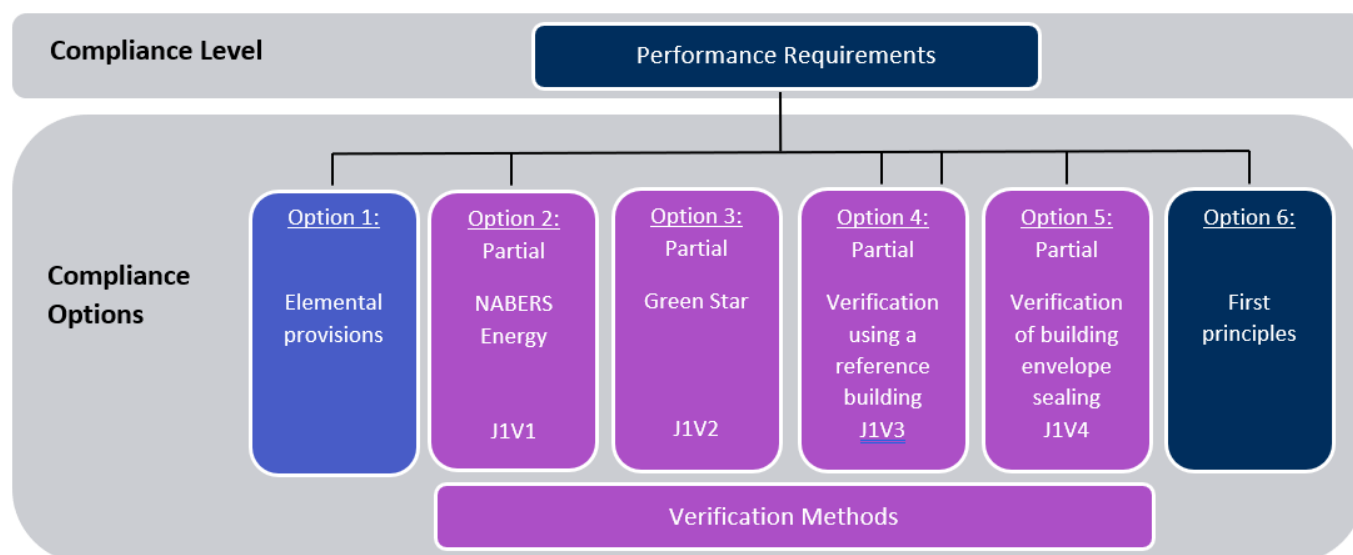 Compliance Level
Performance Requirements
Compliance
Options
Option 1:
Elemental
provisions
Option 2:
Partial
NABERS
Energy
J1V1
Option 3:
Partial
Green Star
J1V2
Option 4:
Partial
Verification
using a
reference
building
J1V3
Option 5:
Partial
Verification
of building
envelope
sealing
J1V4
Option 6:
First
principles
Verification Methods